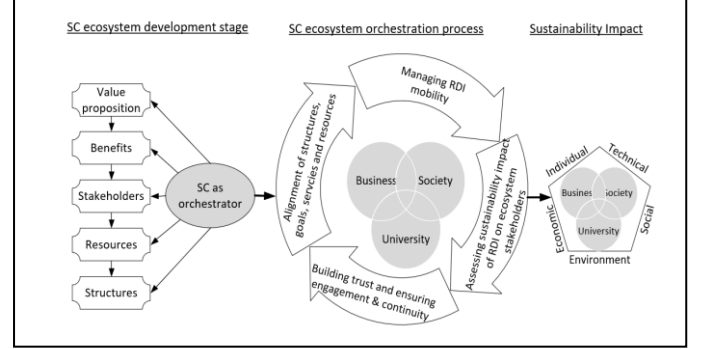 SC ecosystem development stage
SC ecosystem orchestration process
Sustainability Impact
Value
proposition
Benefits
Stakeholders
Resources
Structures
SC as
orchestrator
Alignment of structures,
goals, servcies and resources
Managing RDI
mobility
Assessing sustainability impact
of RDI on ecosystem
stakeholders
Building trust and ensuring
engagement & continuity
Business
Society
University
Individual
Technical
Economic
Social
Environment
Busines
Society
University